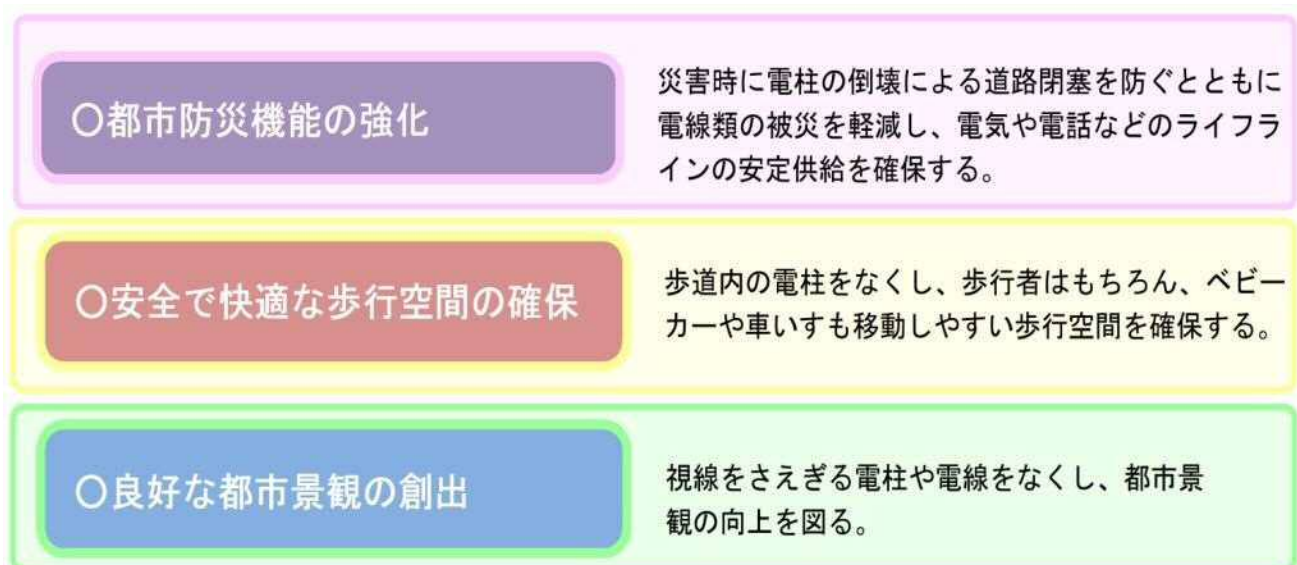 〇都市防災機能の強化
災害時に電柱の倒壊による道路閉塞を防ぐとともに
電線類の被災を軽減し、電気や電話などのライフラ
インの安定供給を確保する。
〇安全で快適な歩行空間の確保
歩道内の電柱をなくし、歩行者はもちろん、ベビー
カーや車いすも移動しやすい歩行空間を確保する。
〇良好な都市景観の創出
視線をさえぎる電柱や電線をなくし、都市景
観の向上を図る。